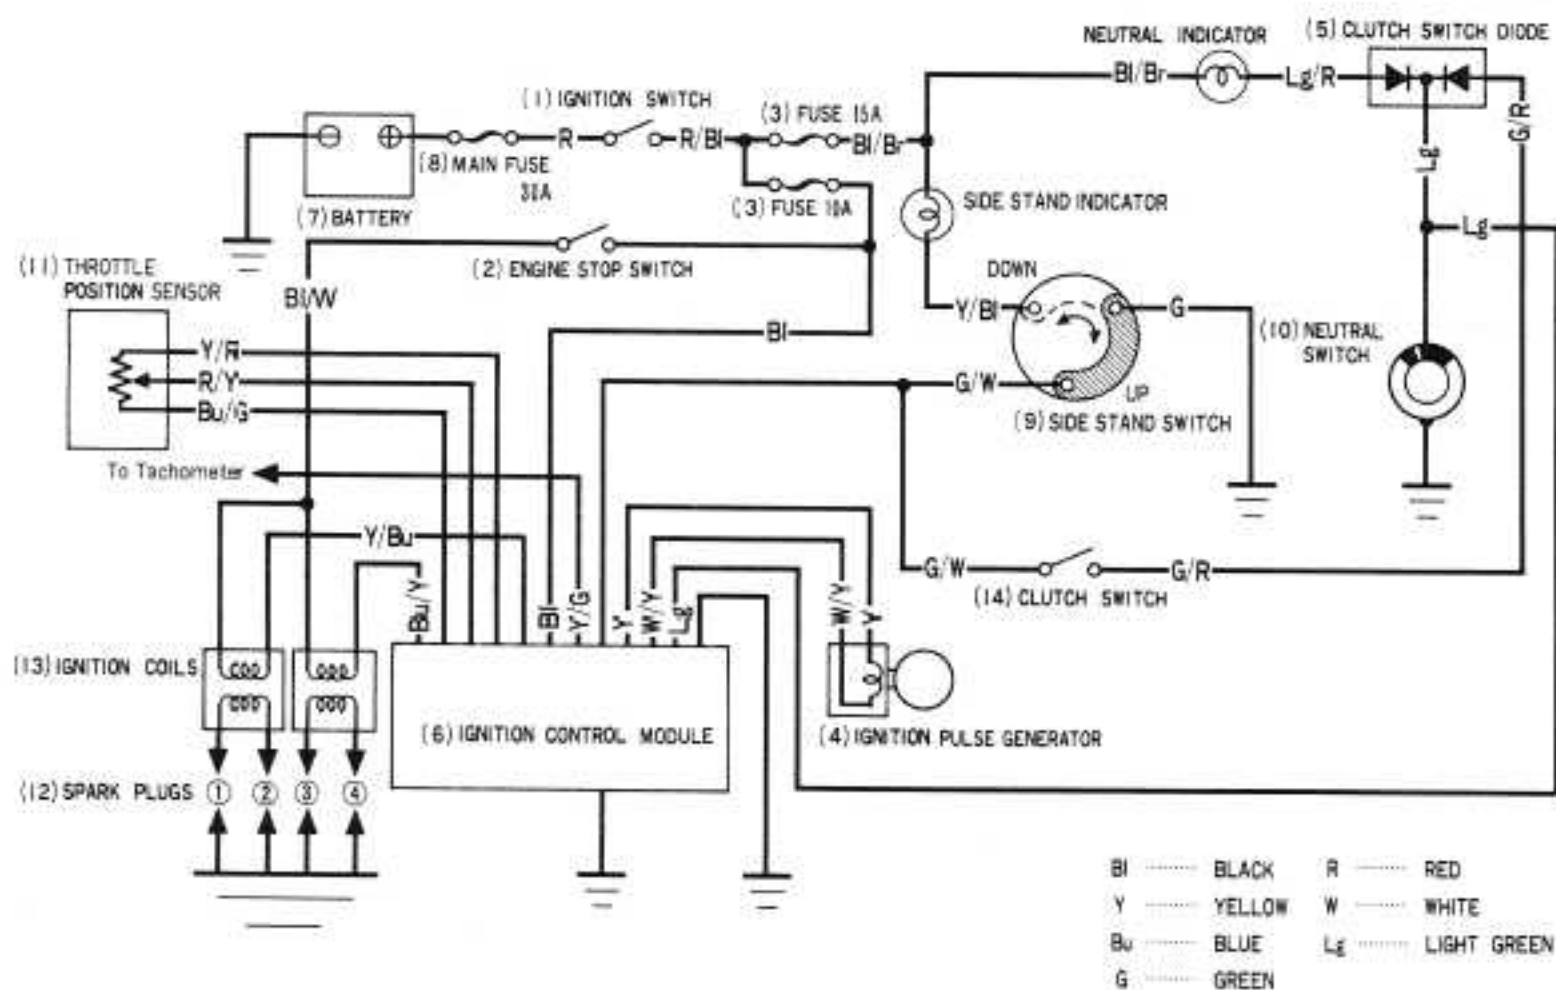 NEUTRAL INDICATOR
(5) CLUTCH SWITCH DIODE
Bl/Br
Lg/R
(1) IGNITION SWITCH
(3) FUSE 15A
R
R/Bl
Bl/Br
G/R
Lg
(8) MAIN FUSE
30A
(7) BATTERY
(3) FUSE 10A
SIDE STAND INDICATOR
Lg
(2) ENGINE STOP SWITCH
(11) THROTTLE
POSITION SENSOR
Bl/W
DOWN
Y/Bl
G
Bl
(10) NEUTRAL
SWITCH
Y/R
R/Y
Bu/G
G/W
UP
(9) SIDE STAND SWITCH
To Tachometer
Y/Bu
G/W
G/R
(14) CLUTCH SWITCH
Bu/Y
Bl
Y/G
Y
W/Y
Lg
W/Y
Y
(13) IGNITION COILS
(6) IGNITION CONTROL MODULE
(4) IGNITION PULSE GENERATOR
(12) SPARK PLUGS ① ② ③ ④
Bl ........ BLACK R ........ RED
Y ........ YELLOW W ........ WHITE
Bu ........ BLUE Lg ........ LIGHT GREEN
G ........ GREEN